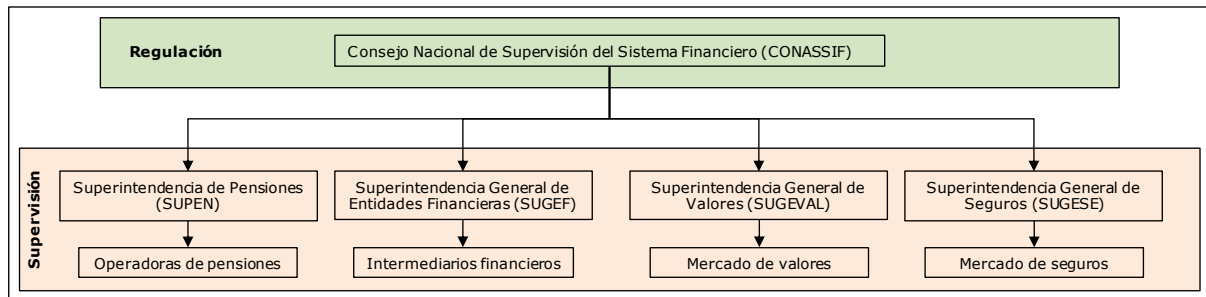 Regulación
Consejo Nacional de Supervisión del Sistema Financiero (CONASSIF)
Supervisión
Superintendencia de Pensiones
(SUPEN)
Superintendencia General de
Entidades Financieras (SUGEF)
Superintendencia General de
Valores (SUGEVAL)
Superintendencia General de
Seguros (SUGESE)
Operadoras de pensiones
Intermediarios financieros
Mercado de valores
Mercado de seguros